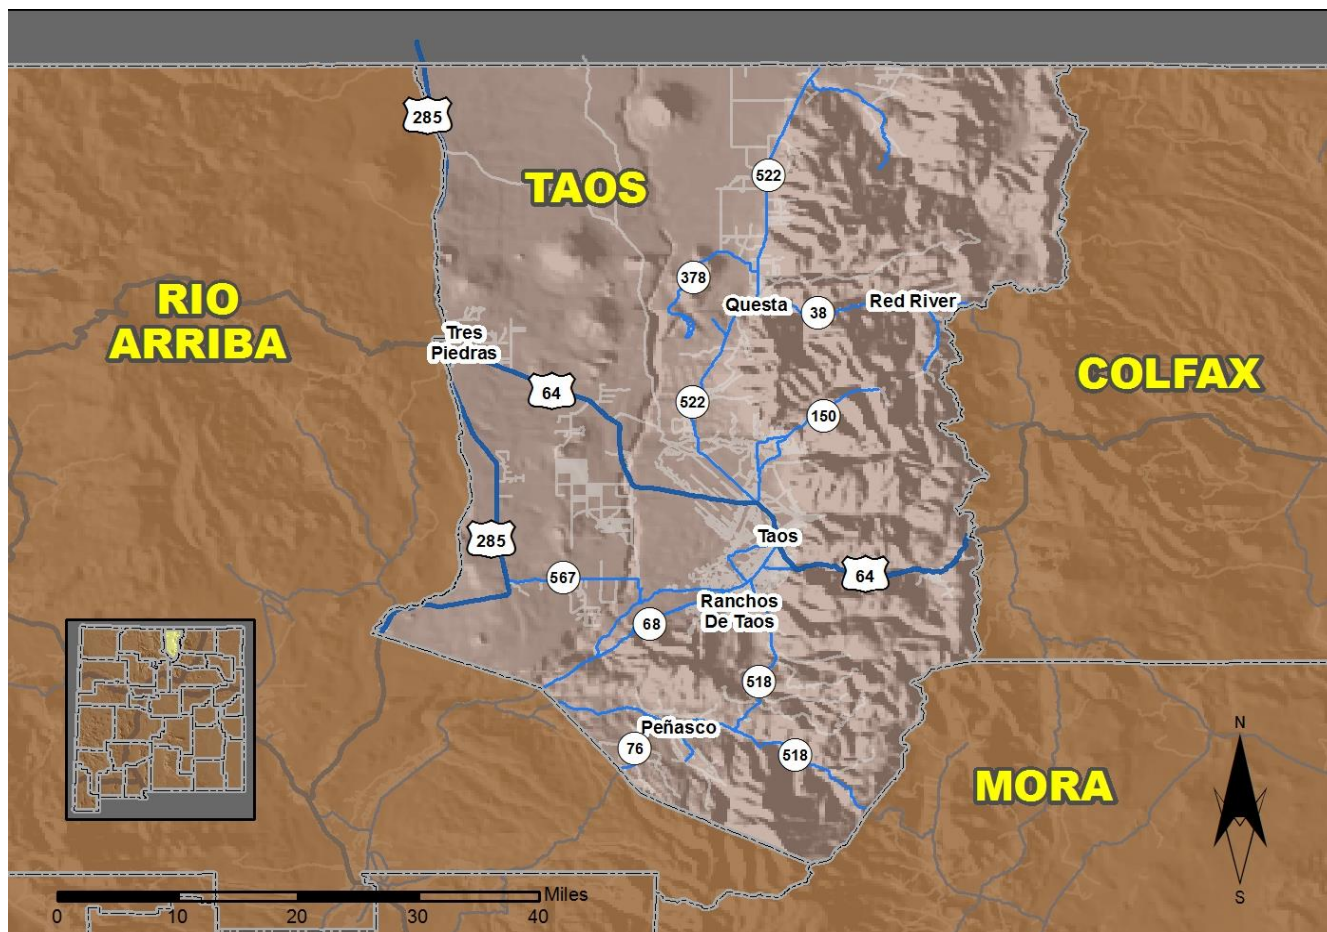 285
522
TAOS
378
RIO
ARRIBA
Questa
38
Red River
Tres
Piedras
COLFAX
64
522
150
285
Taos
567
64
Ranchos
De Taos
68
518
Peñasco
76
518
MORA
N
S
0
10
20
30
40
Miles